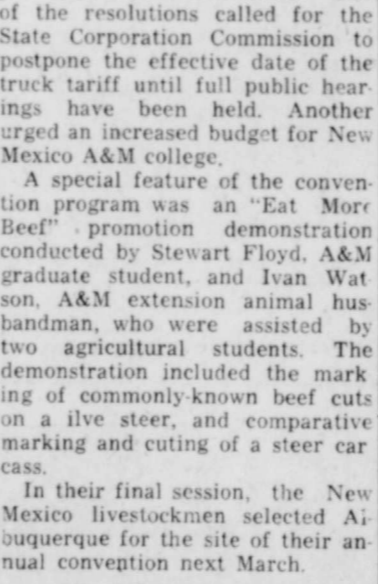 of the resolutions called for the
State Corporation Commission to
postpone the effective date of the
truck tariff until full public hear-
ings have been held. Another
urged an increased budget for New
Mexico A&M college.
A special feature of the conven-
tion program was an "Eat More
Beef" promotion demonstration
conducted by Stewart Floyd, A&M
graduate student, and Ivan Wat
son, A&M extension animal hus-
bandman, who were assisted by
two agricultural students. The
demonstration included the mark
ing of commonly-known beef cuts
on a ilve steer, and comparative
marking and cuting of a steer car
cass.
In their final session, the New
Mexico livestockmen selected Al-
buquerque for the site of their an-
nual convention next March.